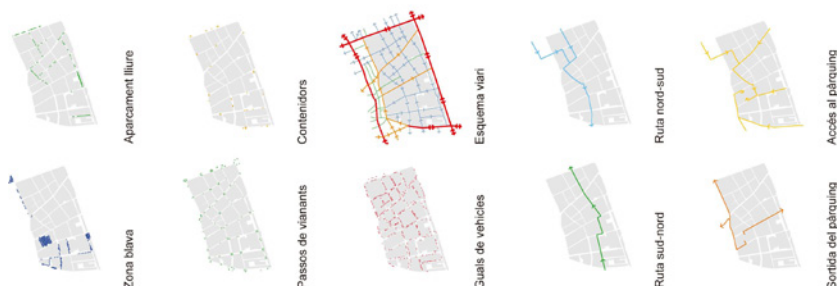 Aparcament lliure
Contenidors
Esquema viari
Ruta nord-sud
Accés al pàrquing
Zona blava
Passos de vianants
Guals de vehicles
Ruta sud-nord
Sortida del pàrquing